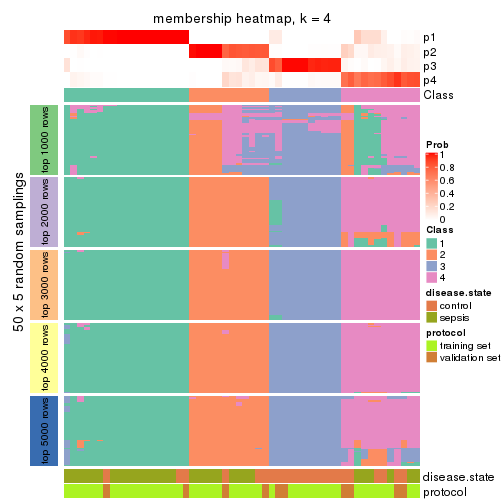 membership heatmap, k = 4
p1
p2
p3
p4
Class
50 x 5 random samplings
top 1000 rows
top 2000 rows
top 3000 rows
top 4000 rows
top 5000 rows
Prob
1
0.8
0.6
0.4
0.2
0
Class
1
2
3
4
disease.state
control
sepsis
protocol
training set
validation set
disease.state
protocol